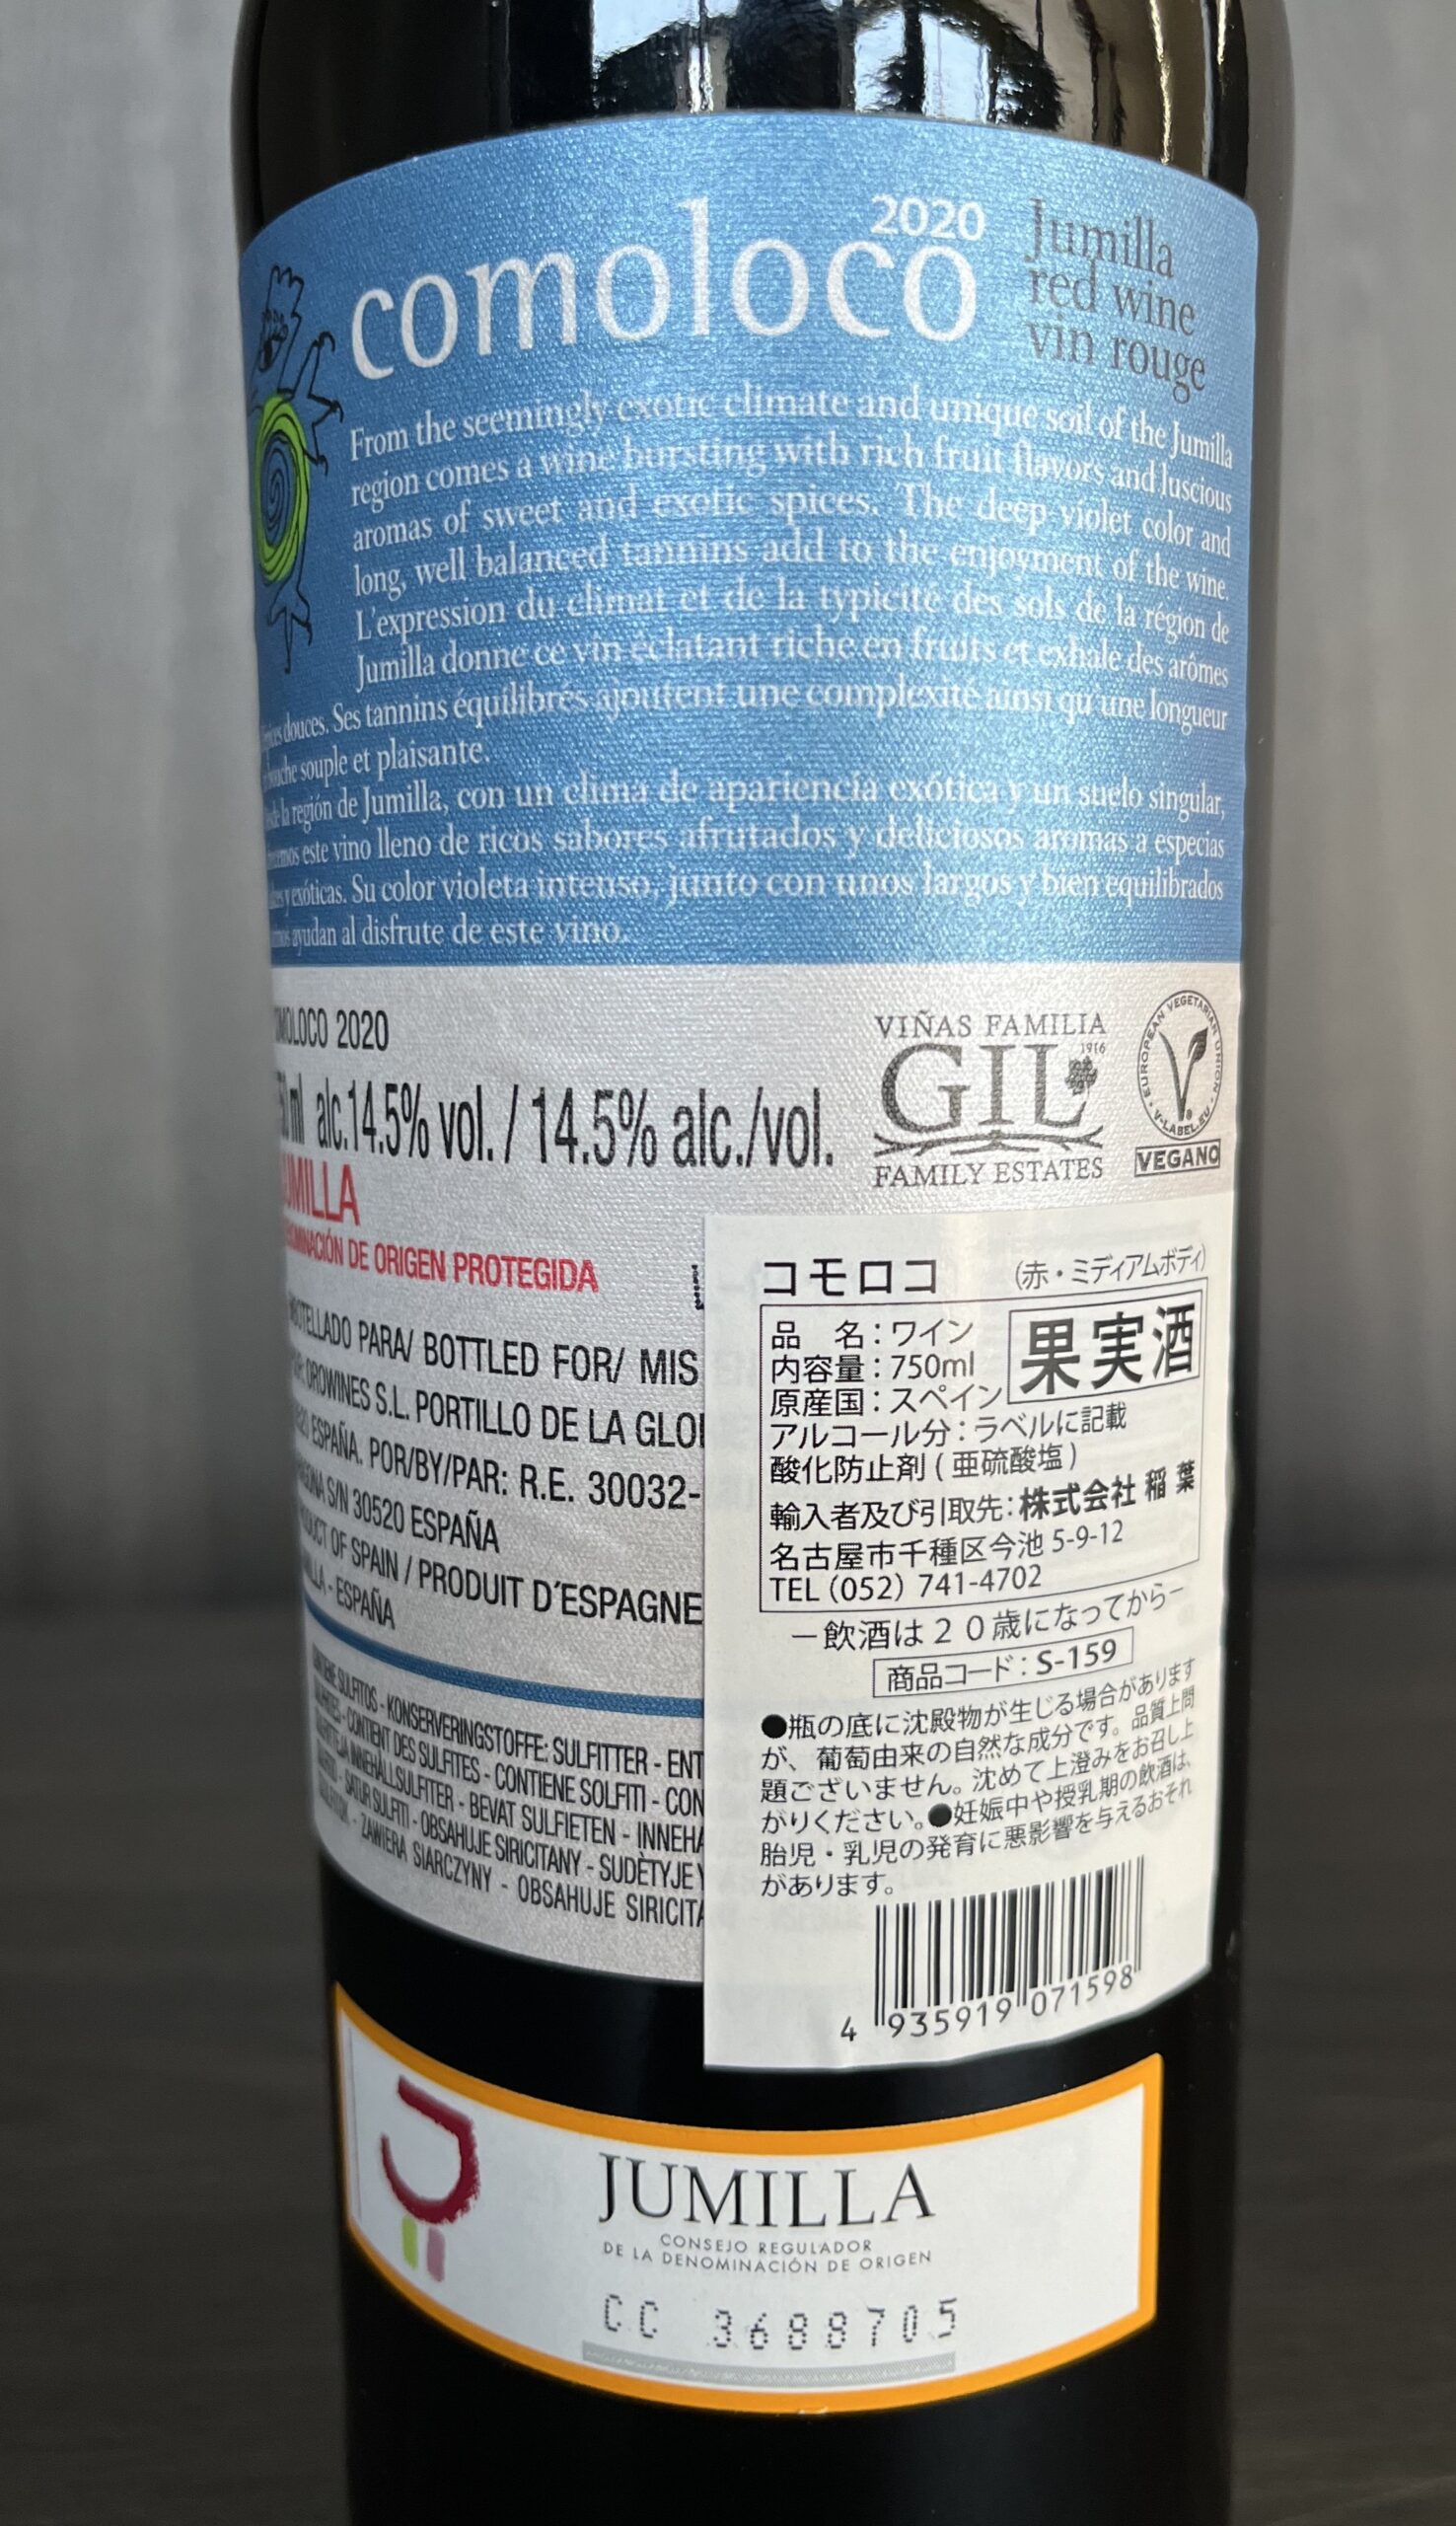 2020
comoloco
Jumilla
red wine
vin rouge
From the seemingly exotic climate and unique soil of the Jumilla
region comes a wine bursting with rich fruit flavors and luscious
aromas of sweet and exotic spices. The deep violet color and
long, well balanced tannins add to the enjoyment of the wine.
L'expression du climat et de la typicité des sols de la région de
Jumilla donne ce vin éclatant riche en fruits et exhale des arômes
douces. Ses tannins équilibrés ajoutent une complexité ainsi qu'une longueur
souple et plaisante.
la región de Jumilla, con un clima de apariencia exótica y un suelo singular,
este vino lleno de ricos sabores afrutados y deliciosos aromas a especias
y exóticas. Su color violeta intenso, junto con unos largos y bien equilibrados
ayudan al disfrute de este vino.
OMOLOCO 2020
ml alc.14.5% vol. / 14.5% alc./vol.
VIÑAS FAMILIA
1916
GIL
FAMILY ESTATES
EUROPEAN VEGETARIAN UNION
V-LABEL.EU
VEGANO
UMILLA
DE ORIGEN PROTEGIDA
PARA/ BOTTLED FOR/ MIS
OROWINES S.L. PORTILLO DE LA GLO
ESPAÑA. POR/BY/PAR: R.E. 30032-
S/N 30520 ESPAÑA
OF SPAIN / PRODUIT D'ESPAGNE
- ESPAÑA
SULFITOS - KONSERVERINGSTOFFE: SULFITTER - ENT
- CONTIENT DES SULFITES - CONTIENE SOLFITI - CON
INNEHÅLLSULFITER - BEVAT SULFIETEN - INNEHÅ
- SATUR SULFITI - OBSAHUJE SIRICITANY - SUDĖTYJE
- ZAWIERA SIARCZYNY - OBSAHUJE SIRICIT
コモロコ (赤・ミディアムボディ)
品 名：ワイン
果実酒
内容量：750ml
原産国：スペイン
アルコール分：ラベルに記載
酸化防止剤 ( 亜硫酸塩 )
輸入者及び引取先：株式会社 稲 葉
名古屋市千種区今池 5-9-12
TEL (052) 741-4702
－飲酒は２０歳になってから－
商品コード：S-159
●瓶の底に沈殿物が生じる場合があります
が、葡萄由来の自然な成分です。品質上問
題ございません。沈めて上澄みをお召し上
がりください。●妊娠中や授乳期の飲酒は、
胎児・乳児の発育に悪影響を与えるおそれ
があります。
4 935919 071598
JUMILLA
CONSEJO REGULADOR
DE LA DENOMINACIÓN DE ORIGEN
CC 3688705